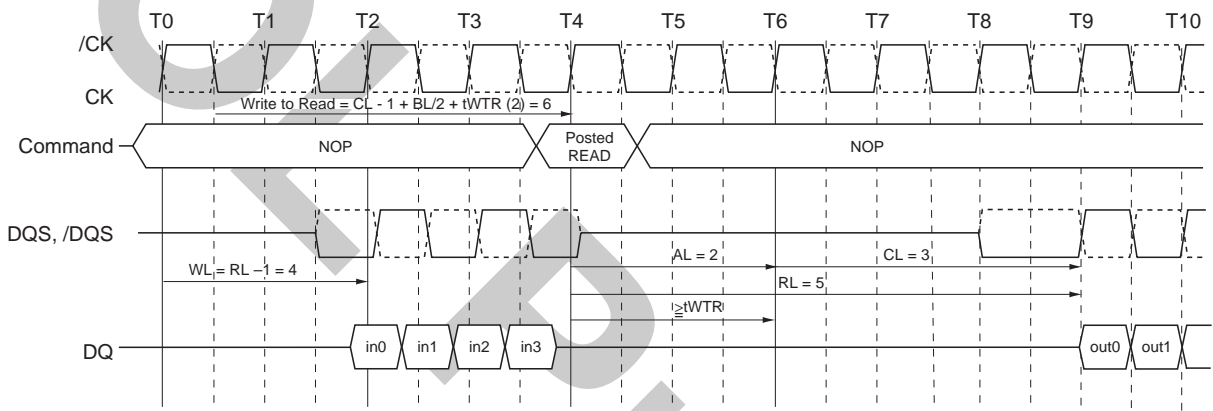 T0 T1 T2 T3 T4 T5 T6 T7 T8 T9 T10
/CK
CK
Write to Read = CL - 1 + BL/2 + tWTR (2) = 6
Command
NOP
Posted
READ
NOP
DQS, /DQS
WL = RL –1 = 4
AL = 2
CL = 3
RL = 5
≧tWTR
DQ
in0 in1 in2 in3
out0 out1